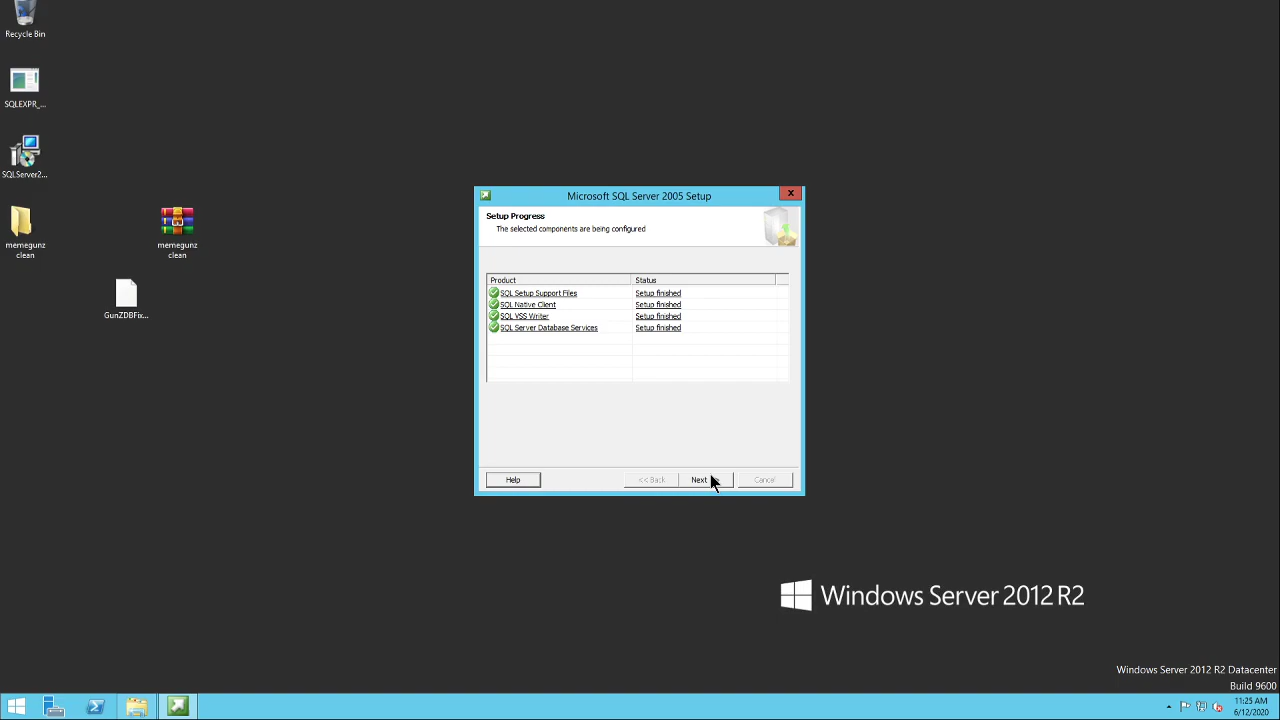 Recycle Bin
SQLEXPR_...
SQLServer2...
memegunz
clean
memegunz
clean
GunZDBFix...
Microsoft SQL Server 2005 Setup
Setup Progress
The selected components are being configured
Product Status
SQL Setup Support Files Setup finished
SQL Native Client Setup finished
SQL VSS Writer Setup finished
SQL Server Database Services Setup finished
Help << Back Next Cancel
Windows Server 2012 R2
Windows Server 2012 R2 Datacenter
Build 9600
11:25 AM
6/12/2020